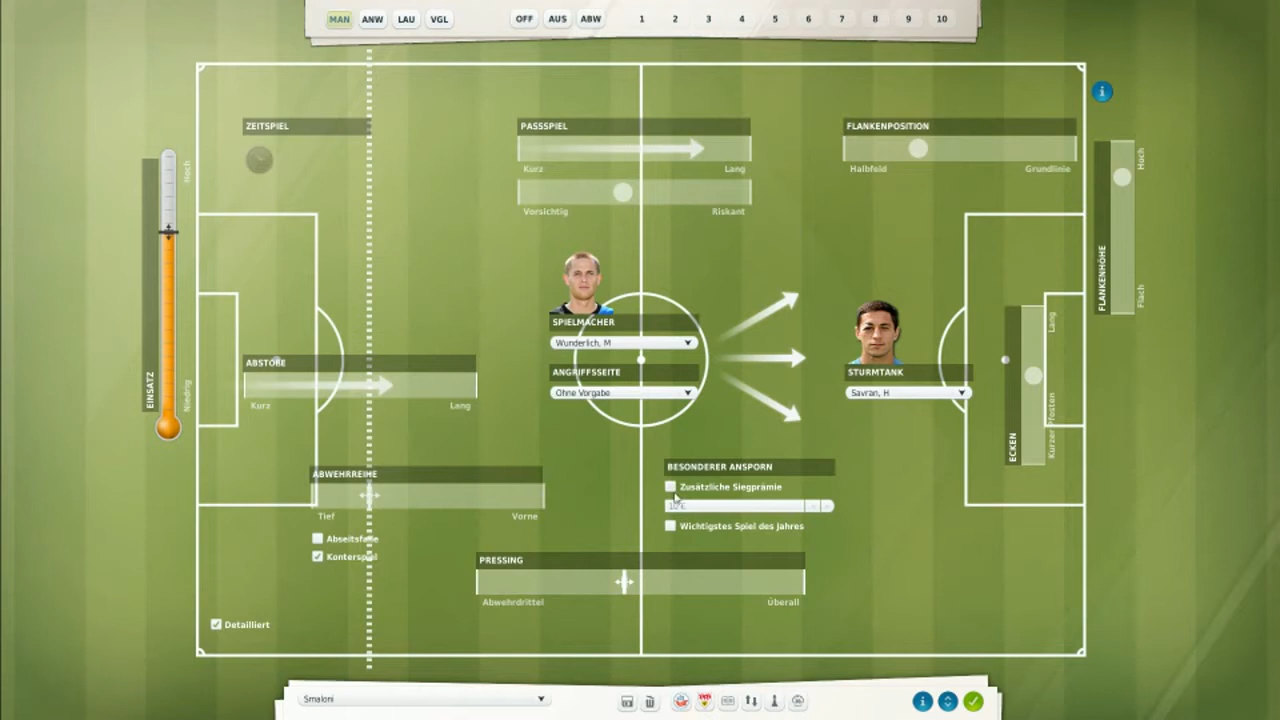 MAN ANW LAU VGL OFF AUS ABW 1 2 3 4 5 6 7 8 9 10
ZEITSPIEL
PASSSPIEL
FLANKENPOSITION
Kurz Lang
Halbfeld Grundlinie
Vorsichtig Riskant
Hoch
EINSATZ
Niedrig
Hoch
FLANKENHÖHE
Flach
SPIELMACHER
Wunderlich, M
ANGRIFFSSEITE
Ohne Vorgabe
STURMTANK
Savran, H
Lang
ECKEN
Kurzer Pfosten
ABSTÖßE
Kurz Lang
ABWEHRREIHE
Tief Vorne
Abseitsfalle
Konterspiel
BESONDERER ANSPORN
Zusätzliche Siegprämie
10%
Wichtigstes Spiel des Jahres
PRESSING
Abwehrdrittel Überall
Detailliert
Smaloni